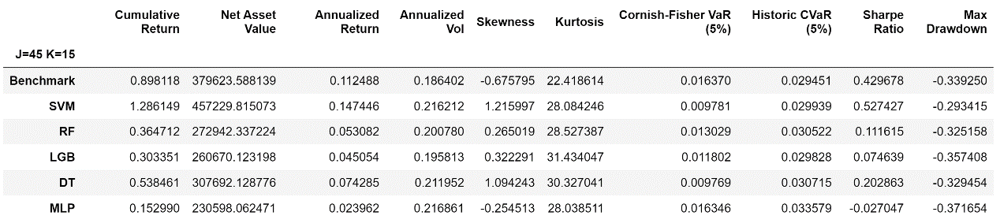 Cumulative Return Net Asset Value Annualized Return Annualized Vol Skewness Kurtosis Cornish-Fisher VaR (5%) Historic CVaR (5%) Sharpe Ratio Max Drawdown
J=45 K=15
Benchmark 0.898118 379623.588139 0.112488 0.186402 -0.675795 22.418614 0.016370 0.029451 0.429678 -0.339250
SVM 1.286149 457229.815073 0.147446 0.216212 1.215997 28.084246 0.009781 0.029939 0.527427 -0.293415
RF 0.364712 272942.337224 0.053082 0.200780 0.265019 28.527387 0.013029 0.030522 0.111615 -0.325158
LGB 0.303351 260670.123198 0.045054 0.195813 0.322291 31.434047 0.011802 0.029828 0.074639 -0.357408
DT 0.538461 307692.128776 0.074285 0.211952 1.094243 30.327041 0.009769 0.030715 0.202863 -0.329454
MLP 0.152990 230598.062471 0.023962 0.216861 -0.254513 28.038511 0.016346 0.033579 -0.027047 -0.371654